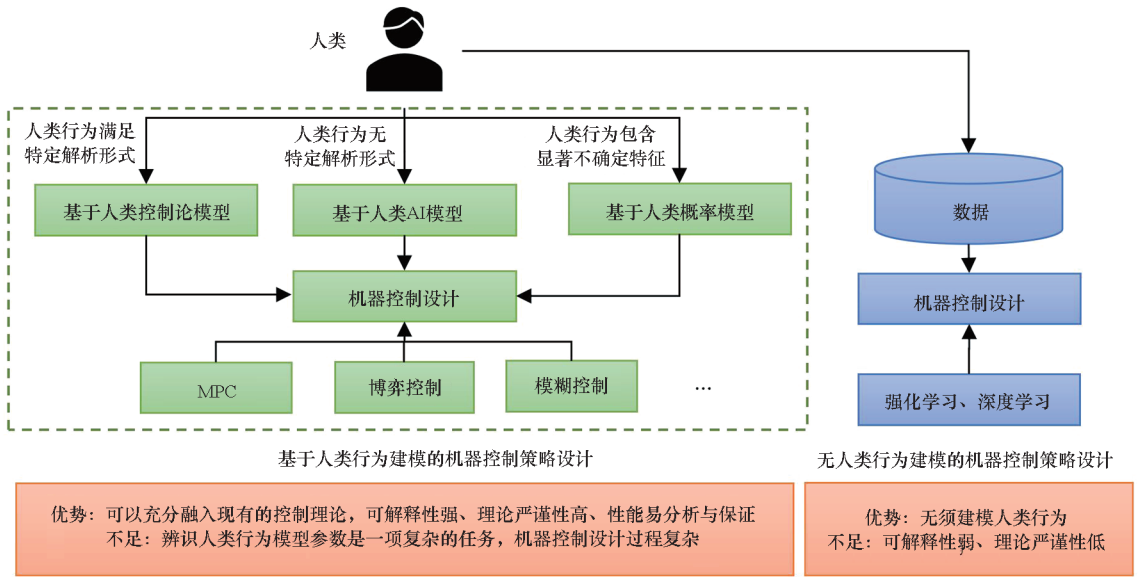 人类
人类行为满足
特定解析形式
人类行为无
特定解析形式
人类行为包含
显著不确定特征
基于人类控制论模型
基于人类AI模型
基于人类概率模型
数据
机器控制设计
机器控制设计
MPC
博弈控制
模糊控制
...
强化学习、深度学习
基于人类行为建模的机器控制策略设计
无人类行为建模的机器控制策略设计
优势：可以充分融入现有的控制理论，可解释性强、理论严谨性高、性能易分析与保证
不足：辨识人类行为模型参数是一项复杂的任务，机器控制设计过程复杂
优势：无须建模人类行为
不足：可解释性弱、理论严谨性低